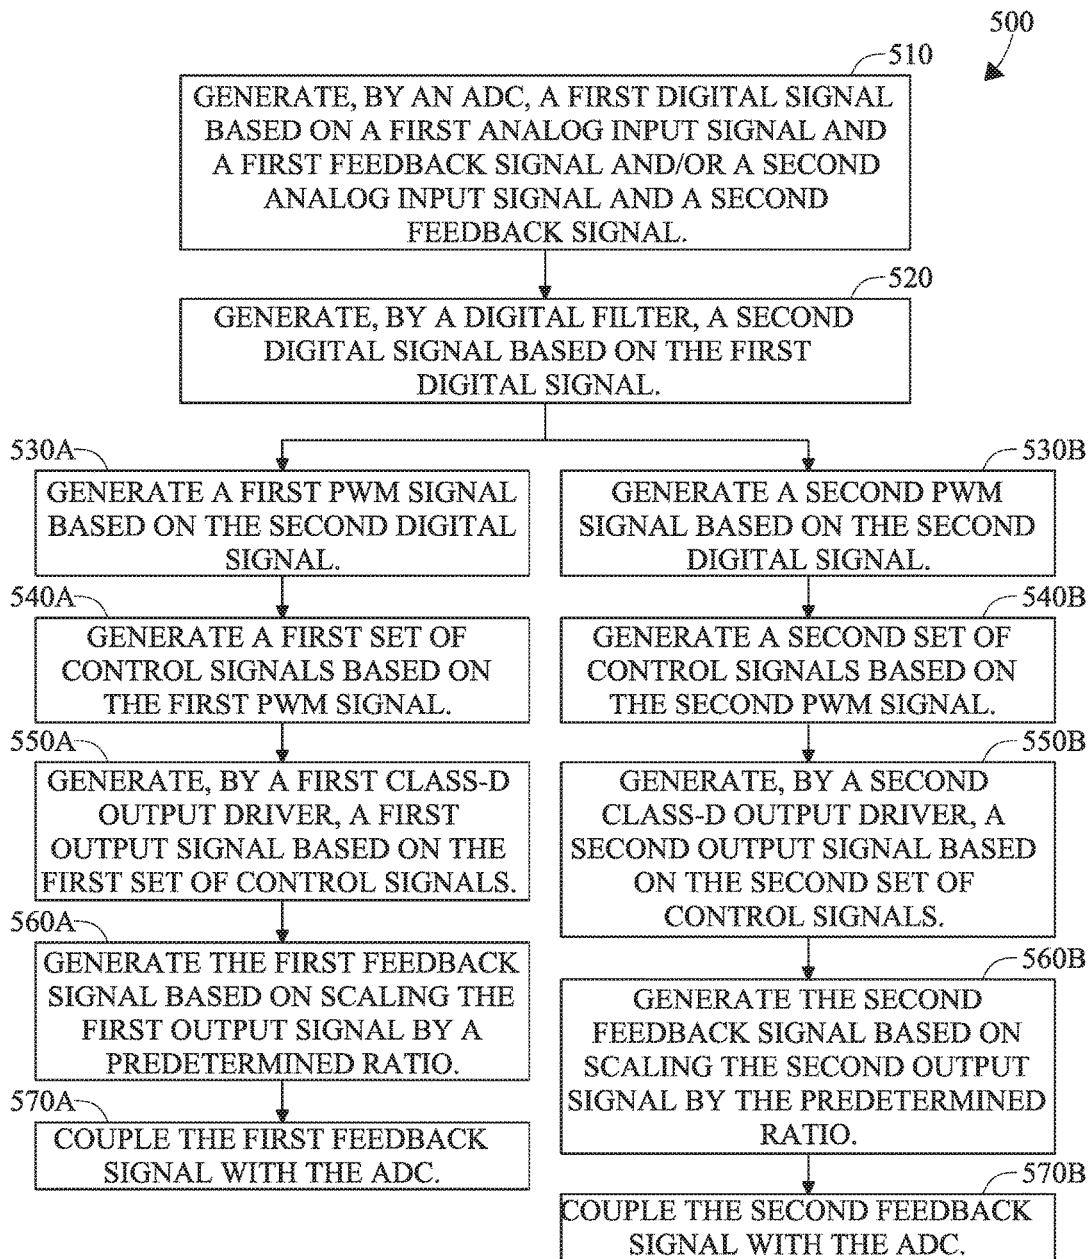 500
510
GENERATE, BY AN ADC, A FIRST DIGITAL SIGNAL
BASED ON A FIRST ANALOG INPUT SIGNAL AND
A FIRST FEEDBACK SIGNAL AND/OR A SECOND
ANALOG INPUT SIGNAL AND A SECOND
FEEDBACK SIGNAL.
520
GENERATE, BY A DIGITAL FILTER, A SECOND
DIGITAL SIGNAL BASED ON THE FIRST
DIGITAL SIGNAL.
530A
GENERATE A FIRST PWM SIGNAL
BASED ON THE SECOND DIGITAL
SIGNAL.
540A
GENERATE A FIRST SET OF
CONTROL SIGNALS BASED ON
THE FIRST PWM SIGNAL.
550A
GENERATE, BY A FIRST CLASS-D
OUTPUT DRIVER, A FIRST
OUTPUT SIGNAL BASED ON THE
FIRST SET OF CONTROL SIGNALS.
560A
GENERATE THE FIRST FEEDBACK
SIGNAL BASED ON SCALING THE
FIRST OUTPUT SIGNAL BY A
PREDETERMINED RATIO.
570A
COUPLE THE FIRST FEEDBACK
SIGNAL WITH THE ADC.
530B
GENERATE A SECOND PWM
SIGNAL BASED ON THE SECOND
DIGITAL SIGNAL.
540B
GENERATE A SECOND SET OF
CONTROL SIGNALS BASED ON
THE SECOND PWM SIGNAL.
550B
GENERATE, BY A SECOND
CLASS-D OUTPUT DRIVER, A
SECOND OUTPUT SIGNAL BASED
ON THE SECOND SET OF
CONTROL SIGNALS.
560B
GENERATE THE SECOND
FEEDBACK SIGNAL BASED ON
SCALING THE SECOND OUTPUT
SIGNAL BY THE PREDETERMINED
RATIO.
570B
COUPLE THE SECOND FEEDBACK
SIGNAL WITH THE ADC.